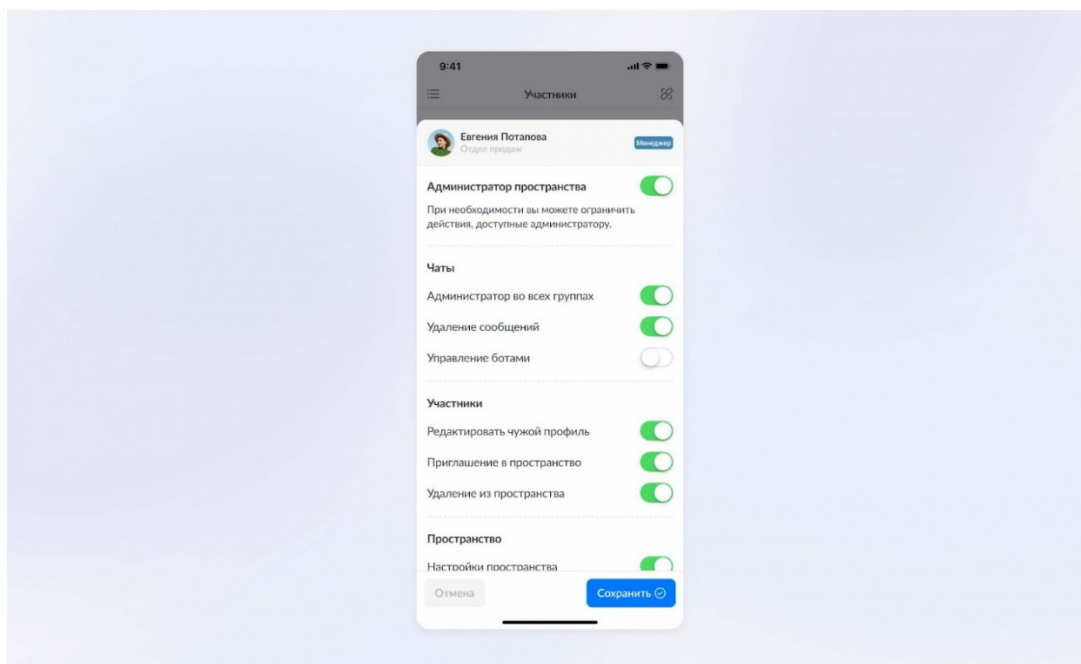 9:41
Участники
Евгения Потапова
Отдел продаж
Менеджер
Администратор пространства
При необходимости вы можете ограничить
действия, доступные администратору.
Чаты
Администратор во всех группах
Удаление сообщений
Управление ботами
Участники
Редактировать чужой профиль
Приглашение в пространство
Удаление из пространства
Пространство
Настройки пространства
Отмена
Сохранить